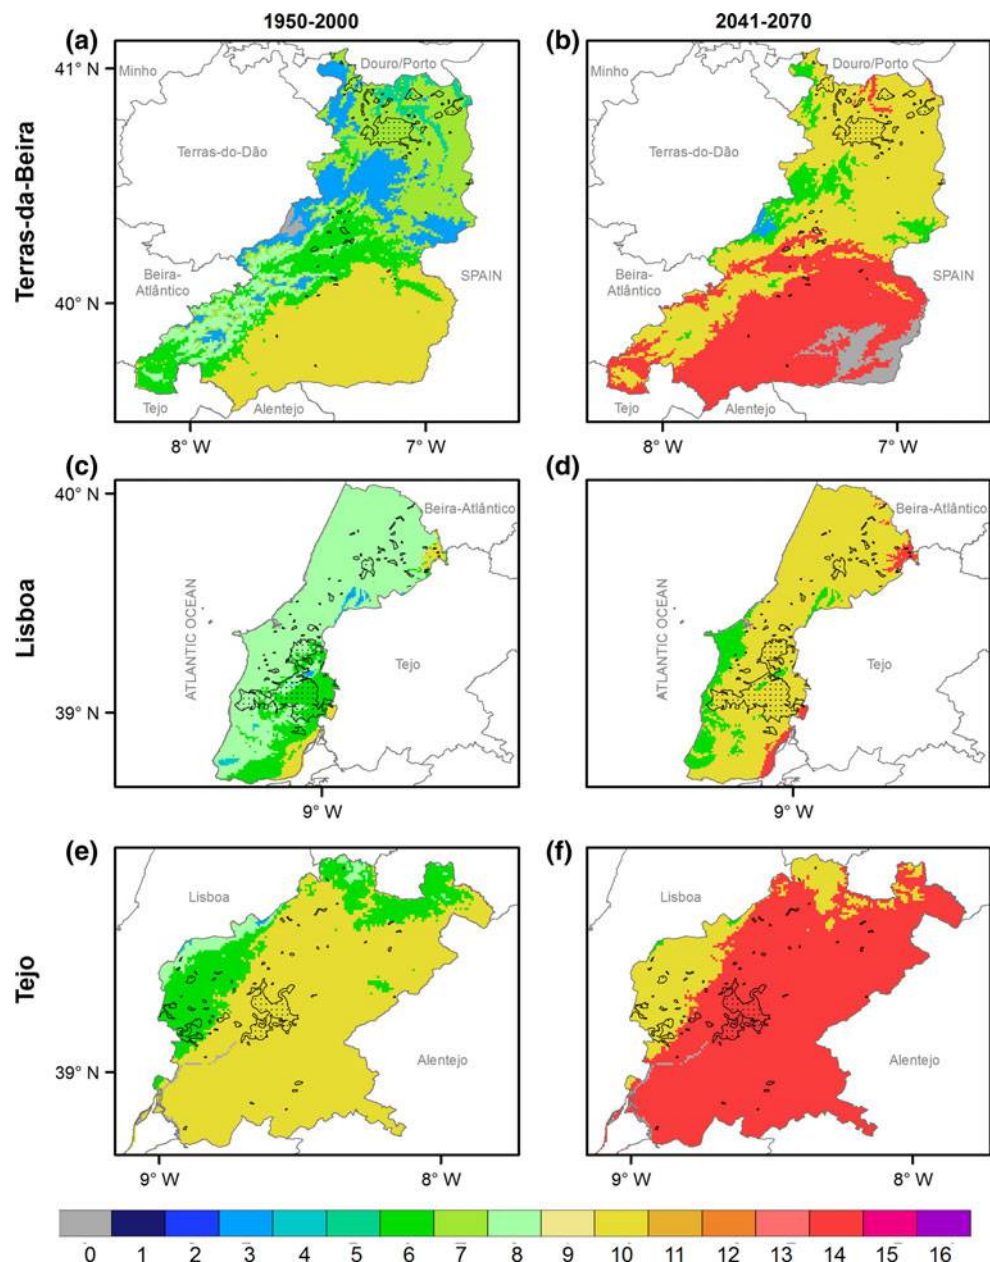 1950-2000
2041-2070
(a)
(b)
41° N
40° N
Terras-da-Beira
Minho
Douro/Porto
Terras-do-Dão
Beira-
Atlântico
SPAIN
Tejo
Alentejo
8° W
7° W
Minho
Douro/Porto
Terras-do-Dão
Beira-
Atlântico
SPAIN
Tejo
Alentejo
8° W
7° W
(c)
(d)
40° N
39° N
Lisboa
Beira-Atlântico
ATLANTIC OCEAN
Tejo
9° W
Beira-Atlântico
ATLANTIC OCEAN
Tejo
9° W
(e)
(f)
39° N
Tejo
Lisboa
Alentejo
9° W
8° W
Lisboa
Alentejo
9° W
8° W
0 1 2 3 4 5 6 7 8 9 10 11 12 13 14 15 16